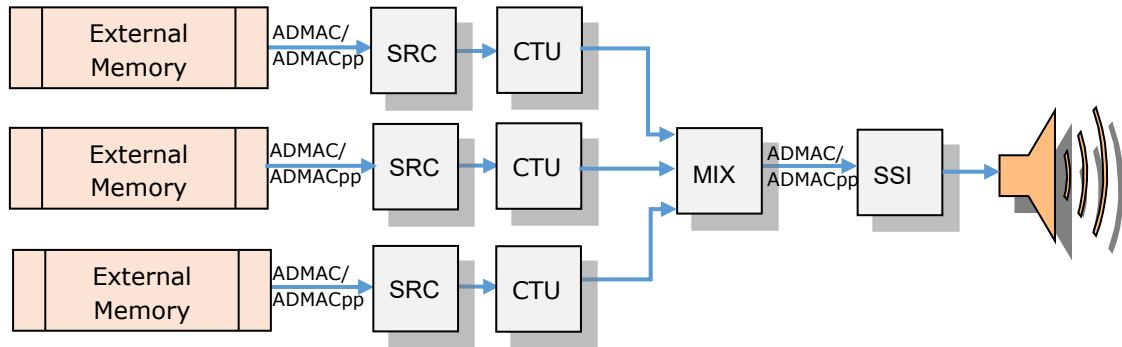 External
Memory
ADMAC/
ADMACpp
SRC
CTU
External
Memory
ADMAC/
ADMACpp
SRC
CTU
MIX
ADMAC/
ADMACpp
SSI
External
Memory
ADMAC/
ADMACpp
SRC
CTU